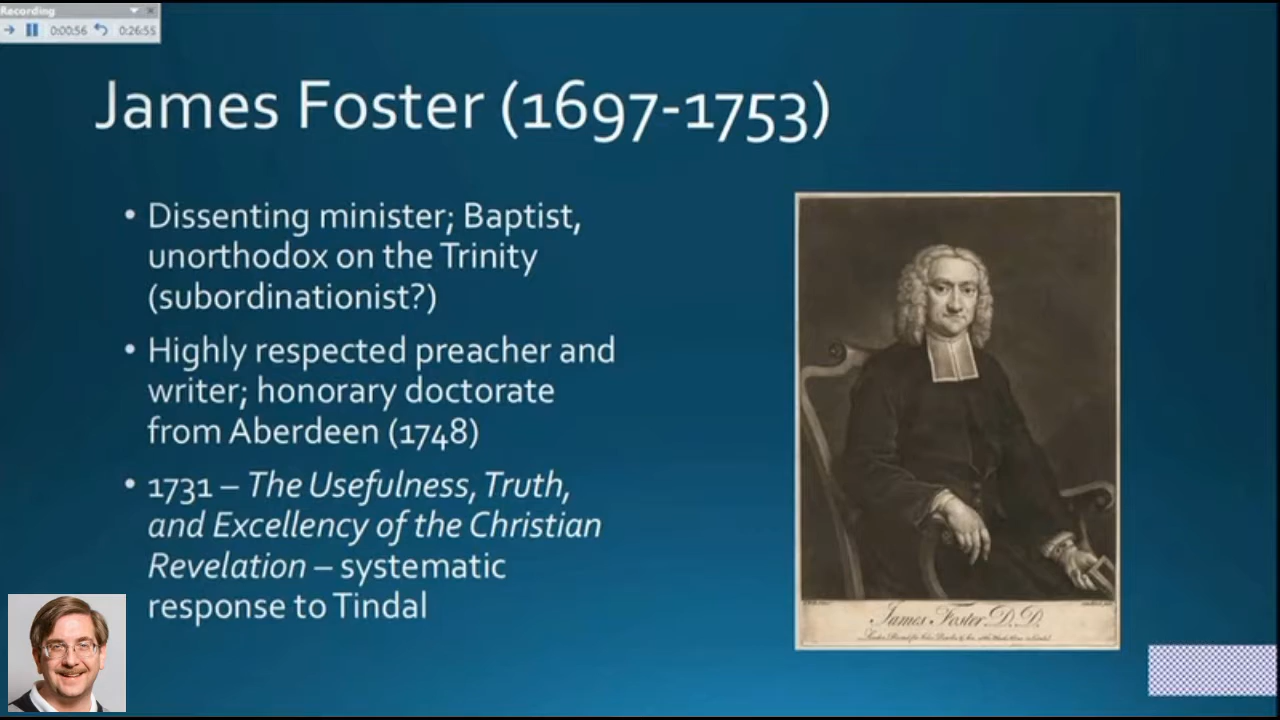 Recording
0:00:56 0:26:55
James Foster (1697-1753)
• Dissenting minister; Baptist,
unorthodox on the Trinity
(subordinationist?)
• Highly respected preacher and
writer; honorary doctorate
from Aberdeen (1748)
• 1731 – The Usefulness, Truth,
and Excellency of the Christian
Revelation – systematic
response to Tindal
James Foster D.D.